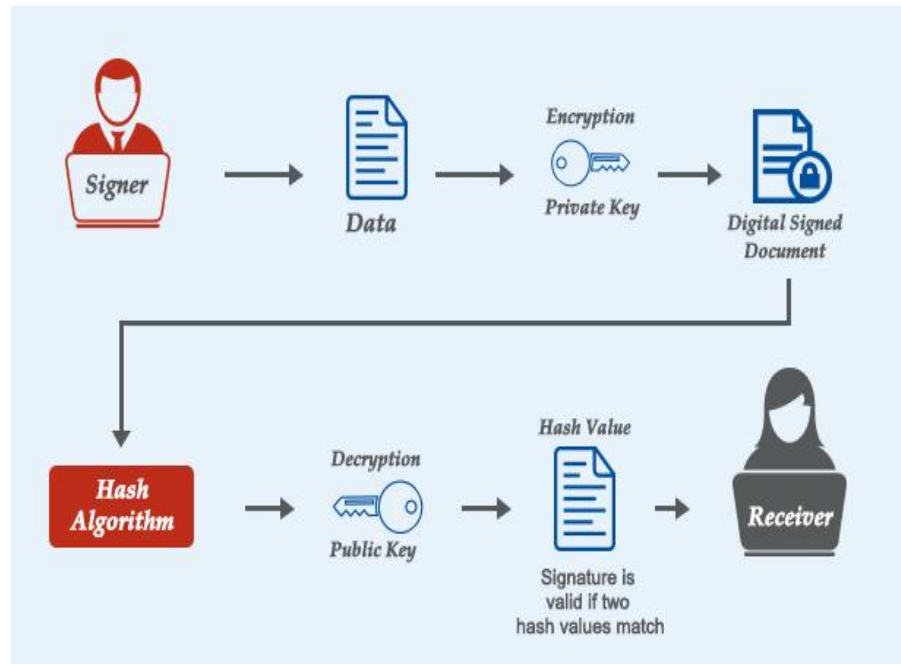 Signer
Data
Encryption
Private Key
Digital Signed
Document
Hash
Algorithm
Decryption
Public Key
Hash Value
Signature is
valid if two
hash values match
Receiver